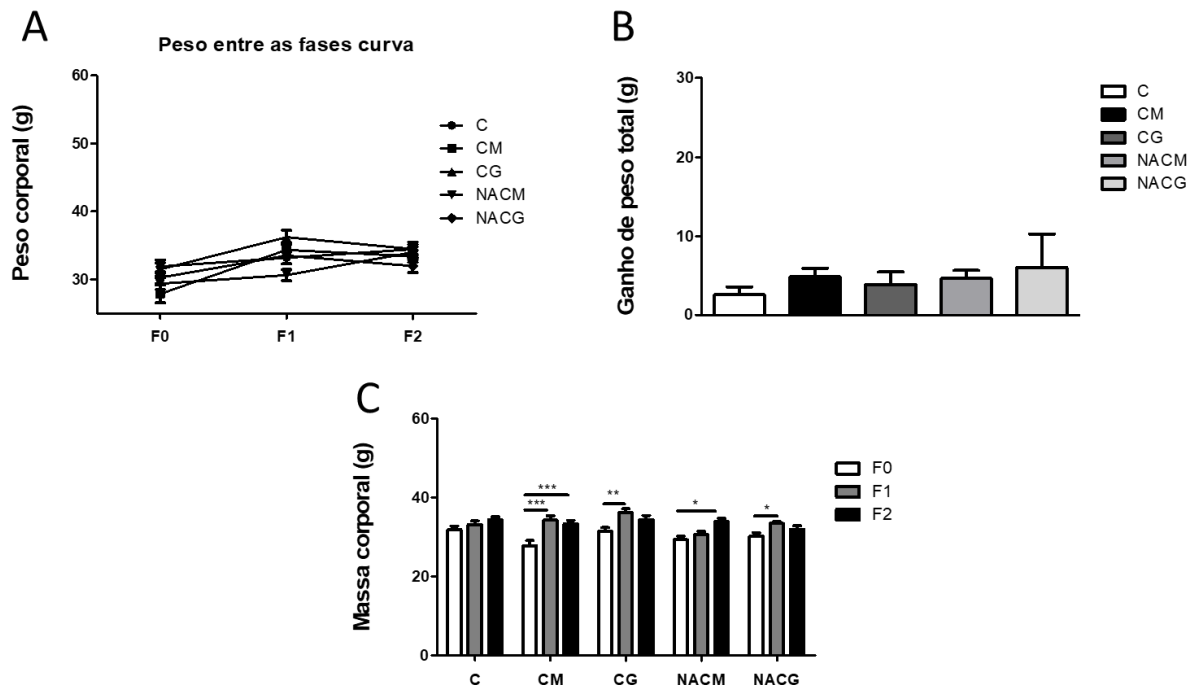 A
Peso entre as fases curva
Peso corporal (g)
60
50
40
30
F0
F1
F2
C
CM
CG
NACM
NACG
B
Ganho de peso total (g)
30
20
10
0
C
CM
CG
NACM
NACG
C
Massa corporal (g)
60
40
20
0
***
***
**
*
*
C
CM
CG
NACM
NACG
F0
F1
F2